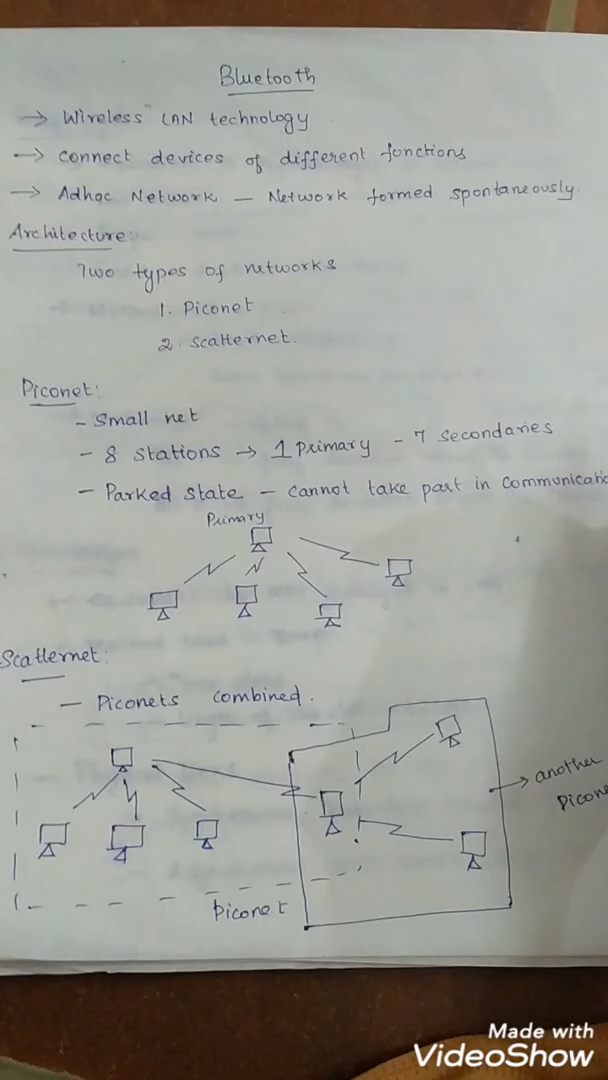 Bluetooth
→ Wireless LAN technology
→ connect devices of different functions
→ Adhoc Network – Network formed spontaneously
Architecture:
Two types of networks
1. Piconet
2. Scatternet.
Piconet:
- Small net
- 8 stations → 1 Primary - 7 secondaries
- Parked state - cannot take part in communicatio
Primary
Scatternet:
- Piconets combined.
→ another
Picone
Piconet
Made with
VideoShow